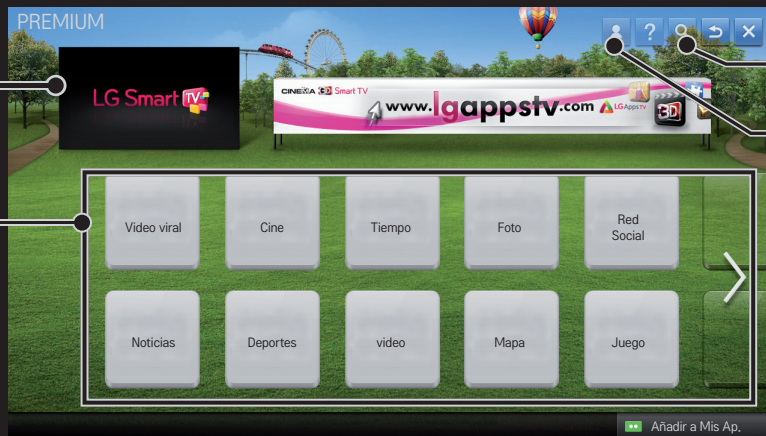 PREMIUM
?
LG Smart TV
CINEMA 3D Smart TV
www.lgappstv.com
LG Apps TV
3D
Video viral
Cine
Tiempo
Foto
Red
Social
Noticias
Deportes
video
Mapa
Juego
Añadir a Mis Ap.